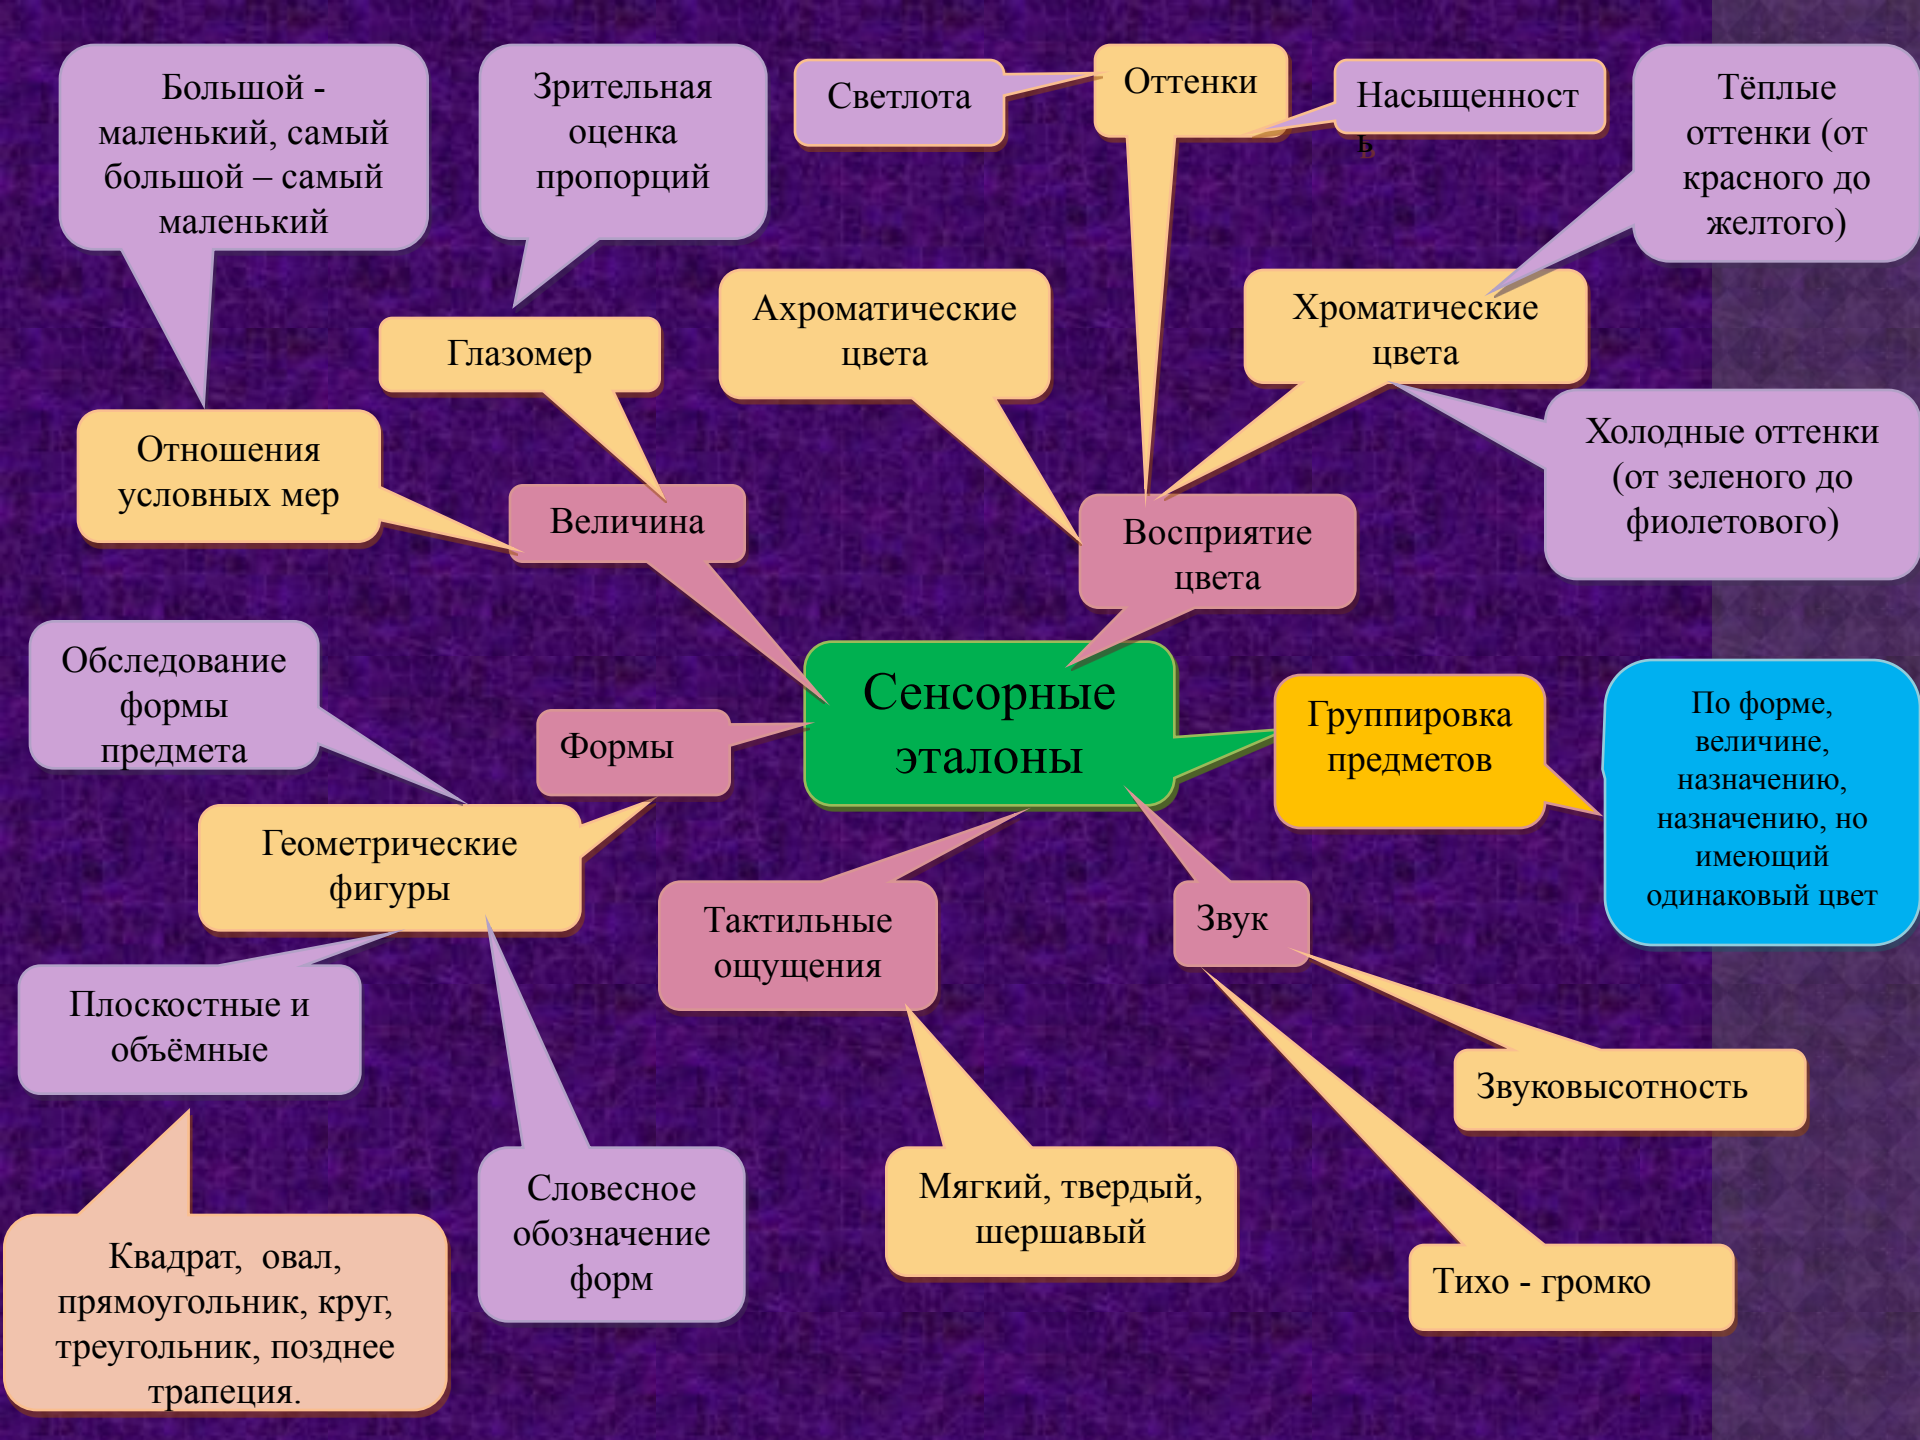 Большой -
маленький, самый
большой – самый
маленький
Зрительная
оценка
пропорций
Светлота
Оттенки
Насыщенност
ь
Тёплые
оттенки (от
красного до
желтого)
Глазомер
Ахроматические
цвета
Хроматические
цвета
Отношения
условных мер
Величина
Восприятие
цвета
Холодные оттенки
(от зеленого до
фиолетового)
Обследование
формы
предмета
Формы
Сенсорные
эталоны
Группировка
предметов
По форме,
величине,
назначению,
назначению, но
имеющий
одинаковый цвет
Геометрические
фигуры
Тактильные
ощущения
Звук
Плоскостные и
объёмные
Звуковысотность
Словесное
обозначение
форм
Мягкий, твердый,
шершавый
Тихо - громко
Квадрат,  овал,
прямоугольник, круг,
треугольник, позднее
трапеция.